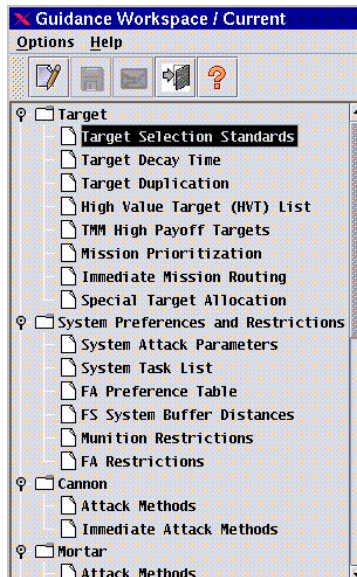 Guidance Workspace / Current
Options Help
Target
Target Selection Standards
Target Decay Time
Target Duplication
High Value Target (HVT) List
TMM High Payoff Targets
Mission Prioritization
Immediate Mission Routing
Special Target Allocation
System Preferences and Restrictions
System Attack Parameters
System Task List
FA Preference Table
FS System Buffer Distances
Munition Restrictions
FA Restrictions
Cannon
Attack Methods
Immediate Attack Methods
Mortar
Attack Methods